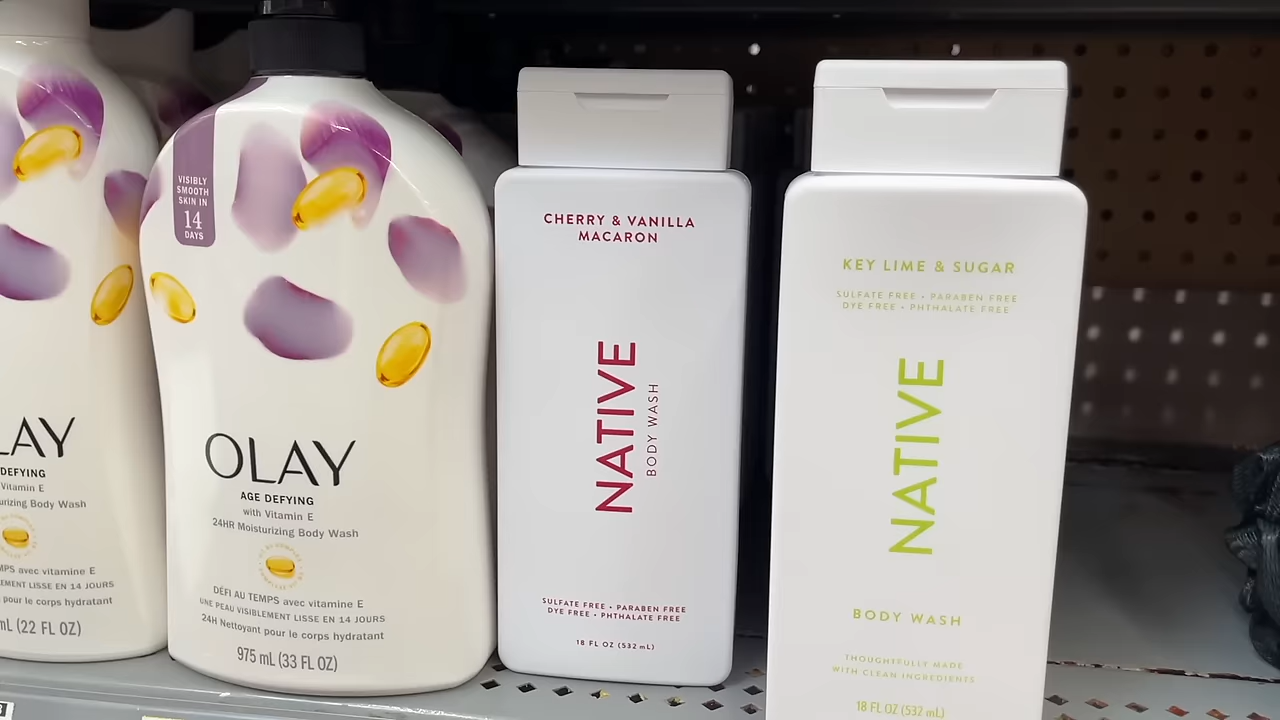 LAY
DEFYING
Vitamin E
urizing Body Wash
MPS avec vitamine E
LEMENT LISSE EN 14 JOURS
pour le corps hydratant
mL (22 FL OZ)
VISIBLY
SMOOTH
SKIN IN
14
DAYS
OLAY
AGE DEFYING
with Vitamin E
24HR Moisturizing Body Wash
DÉFI AU TEMPS avec vitamine E
UNE PEAU VISIBLEMENT LISSE EN 14 JOURS
24H Nettoyant pour le corps hydratant
975 mL (33 FL OZ)
CHERRY & VANILLA
MACARON
NATIVE
BODY WASH
SULFATE FREE • PARABEN FREE
DYE FREE • PHTHALATE FREE
18 FL OZ (532 mL)
KEY LIME & SUGAR
SULFATE FREE • PARABEN FREE
DYE FREE • PHTHALATE FREE
NATIVE
BODY WASH
THOUGHTFULLY MADE
WITH CLEAN INGREDIENTS
18 FL OZ (532 mL)